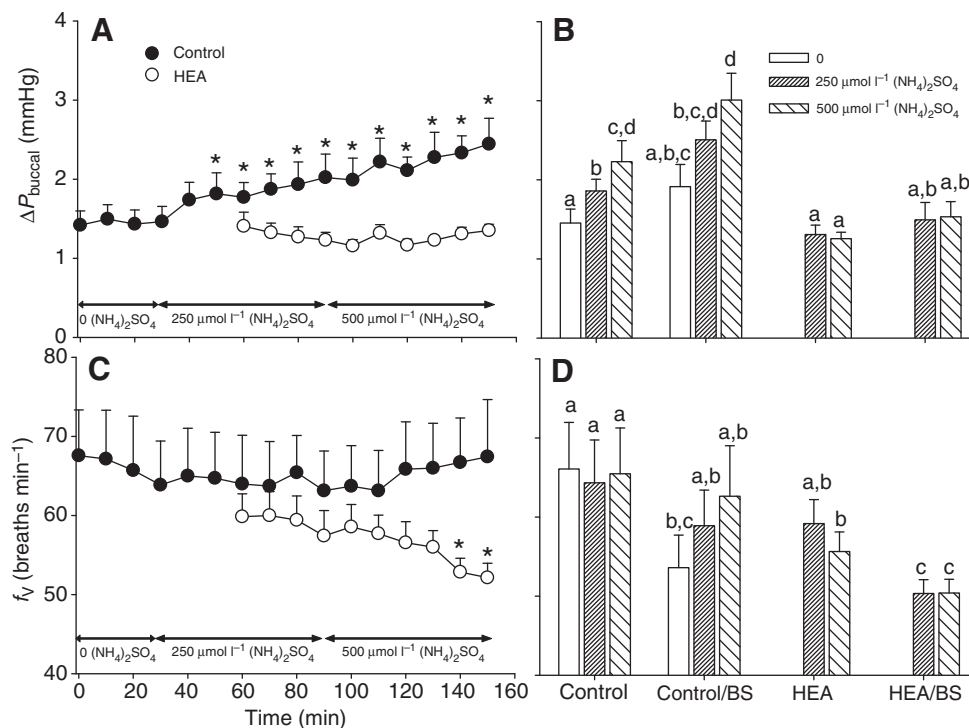 A
Control
HEA
ΔPbuccal (mmHg)
4
3
2
1
0
* * * * * * * * * * *
0 (NH4)2SO4
250 μmol l–1 (NH4)2SO4
500 μmol l–1 (NH4)2SO4
B
0
250 μmol l–1 (NH4)2SO4
500 μmol l–1 (NH4)2SO4
a b c,d
a,b,c b,c,d d
a a
a,b a,b
C
fV (breaths min–1)
80
70
60
50
40
* *
0 (NH4)2SO4
250 μmol l–1 (NH4)2SO4
500 μmol l–1 (NH4)2SO4
0 20 40 60 80 100 120 140 160
Time (min)
D
a a a
b,c a,b a,b
a,b b
c c
Control Control/BS HEA HEA/BS